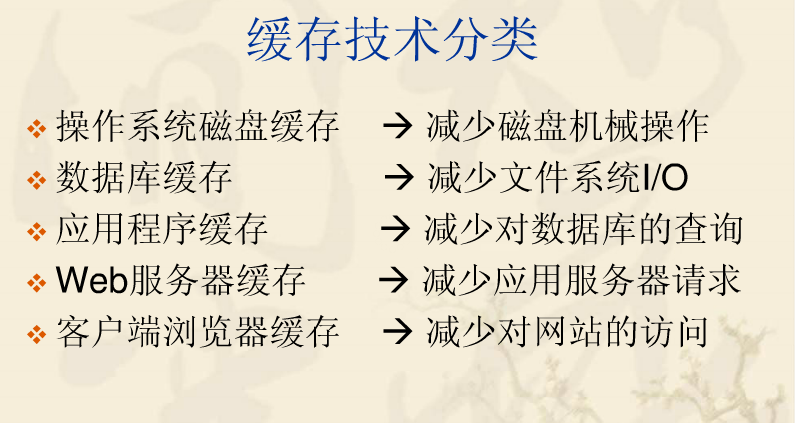 缓存技术分类
操作系统磁盘缓存 → 减少磁盘机械操作
数据库缓存 → 减少文件系统I/O
应用程序缓存 → 减少对数据库的查询
Web服务器缓存 → 减少应用服务器请求
客户端浏览器缓存 → 减少对网站的访问